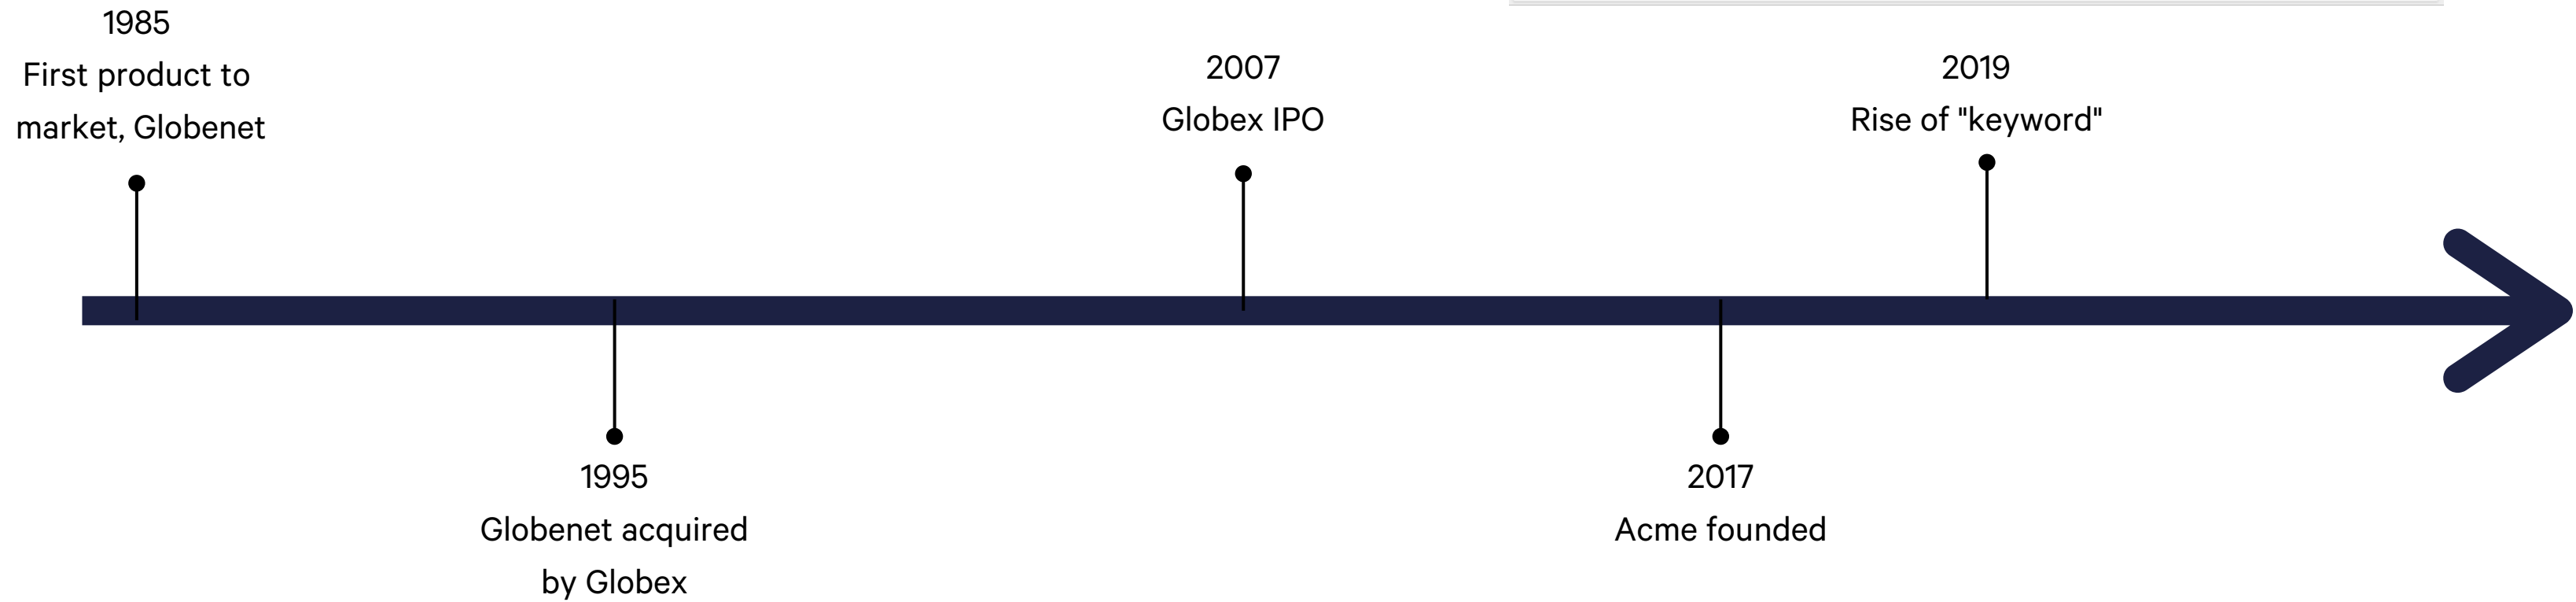 1985
First product to
market, Globenet
1995
Globenet acquired
by Globex
2007
Globex IPO
2017
Acme founded
2019
Rise of "keyword"